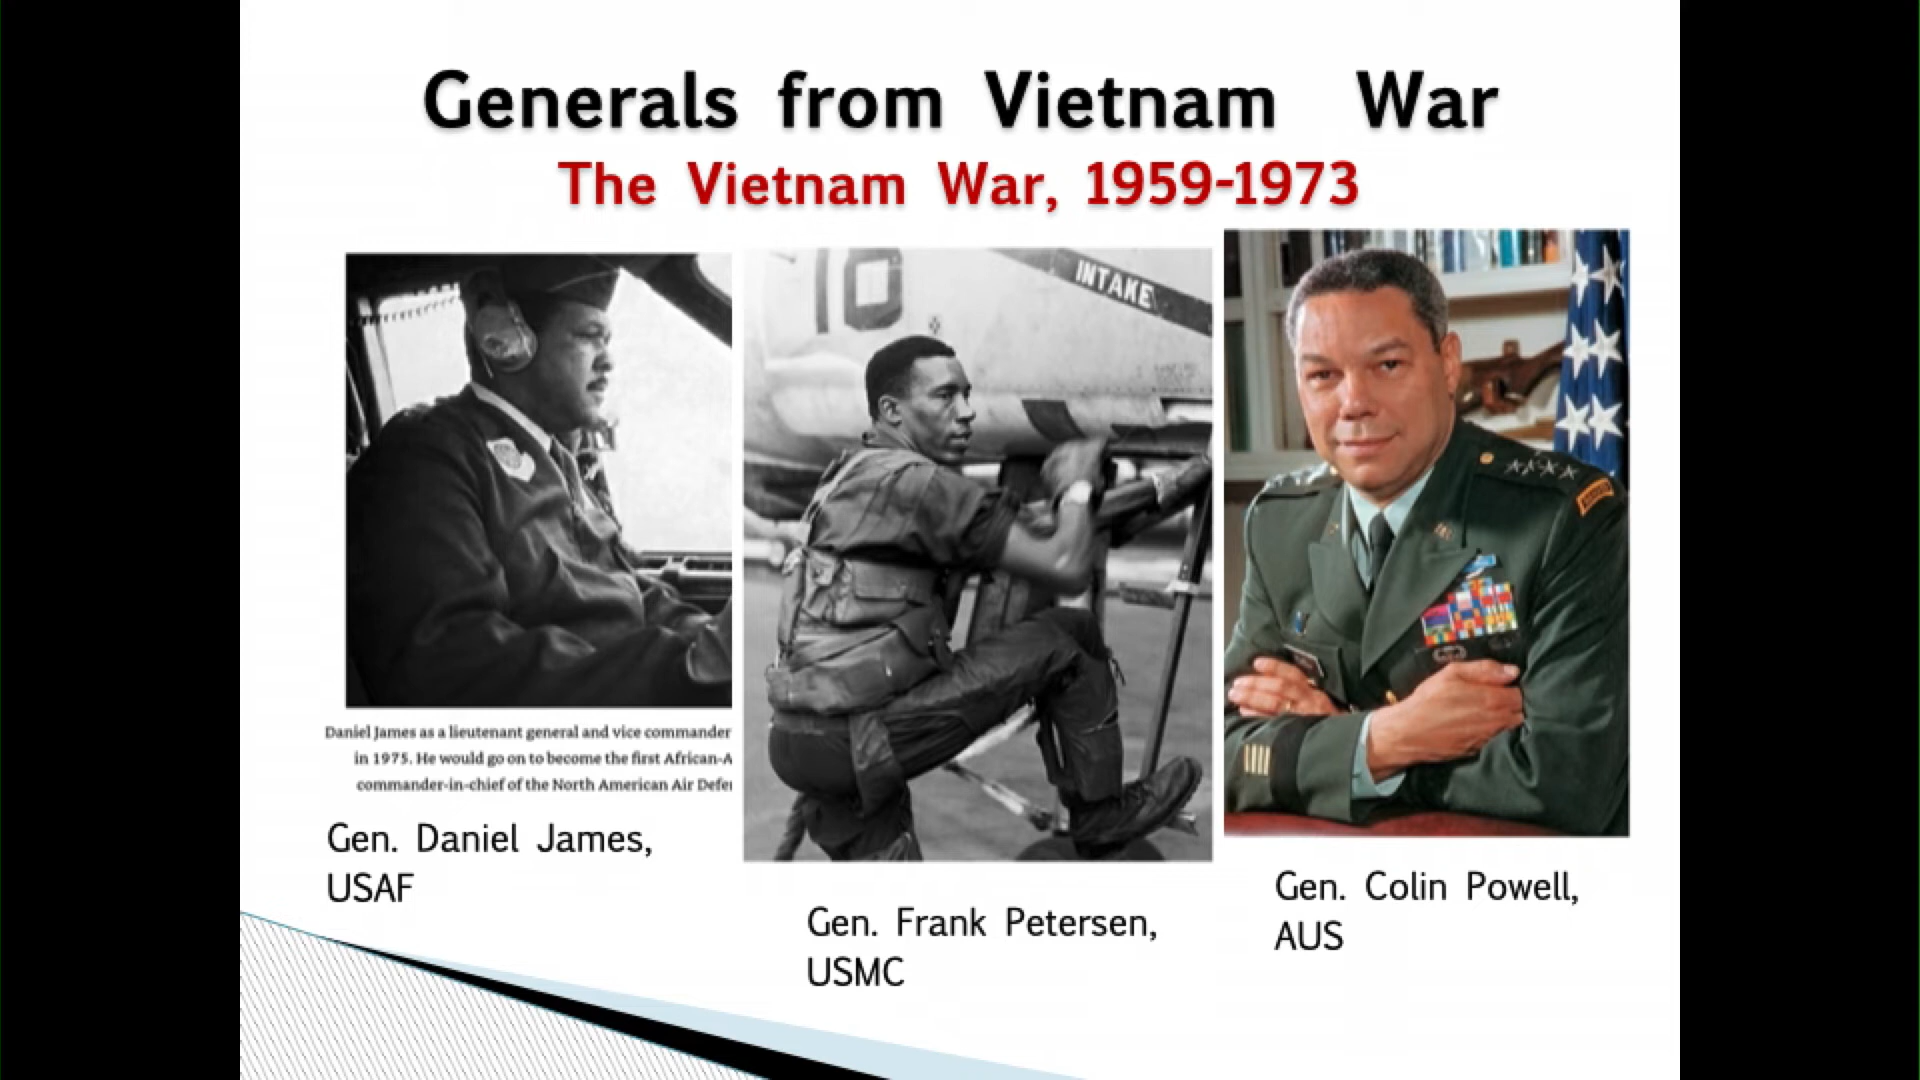 Generals from Vietnam War
The Vietnam War, 1959-1973
INTAKE
10
Daniel James as a lieutenant general and vice commander
in 1975. He would go on to become the first African-A
commander-in-chief of the North American Air Defe
Gen. Daniel James,
USAF
Gen. Frank Petersen,
USMC
Gen. Colin Powell,
AUS